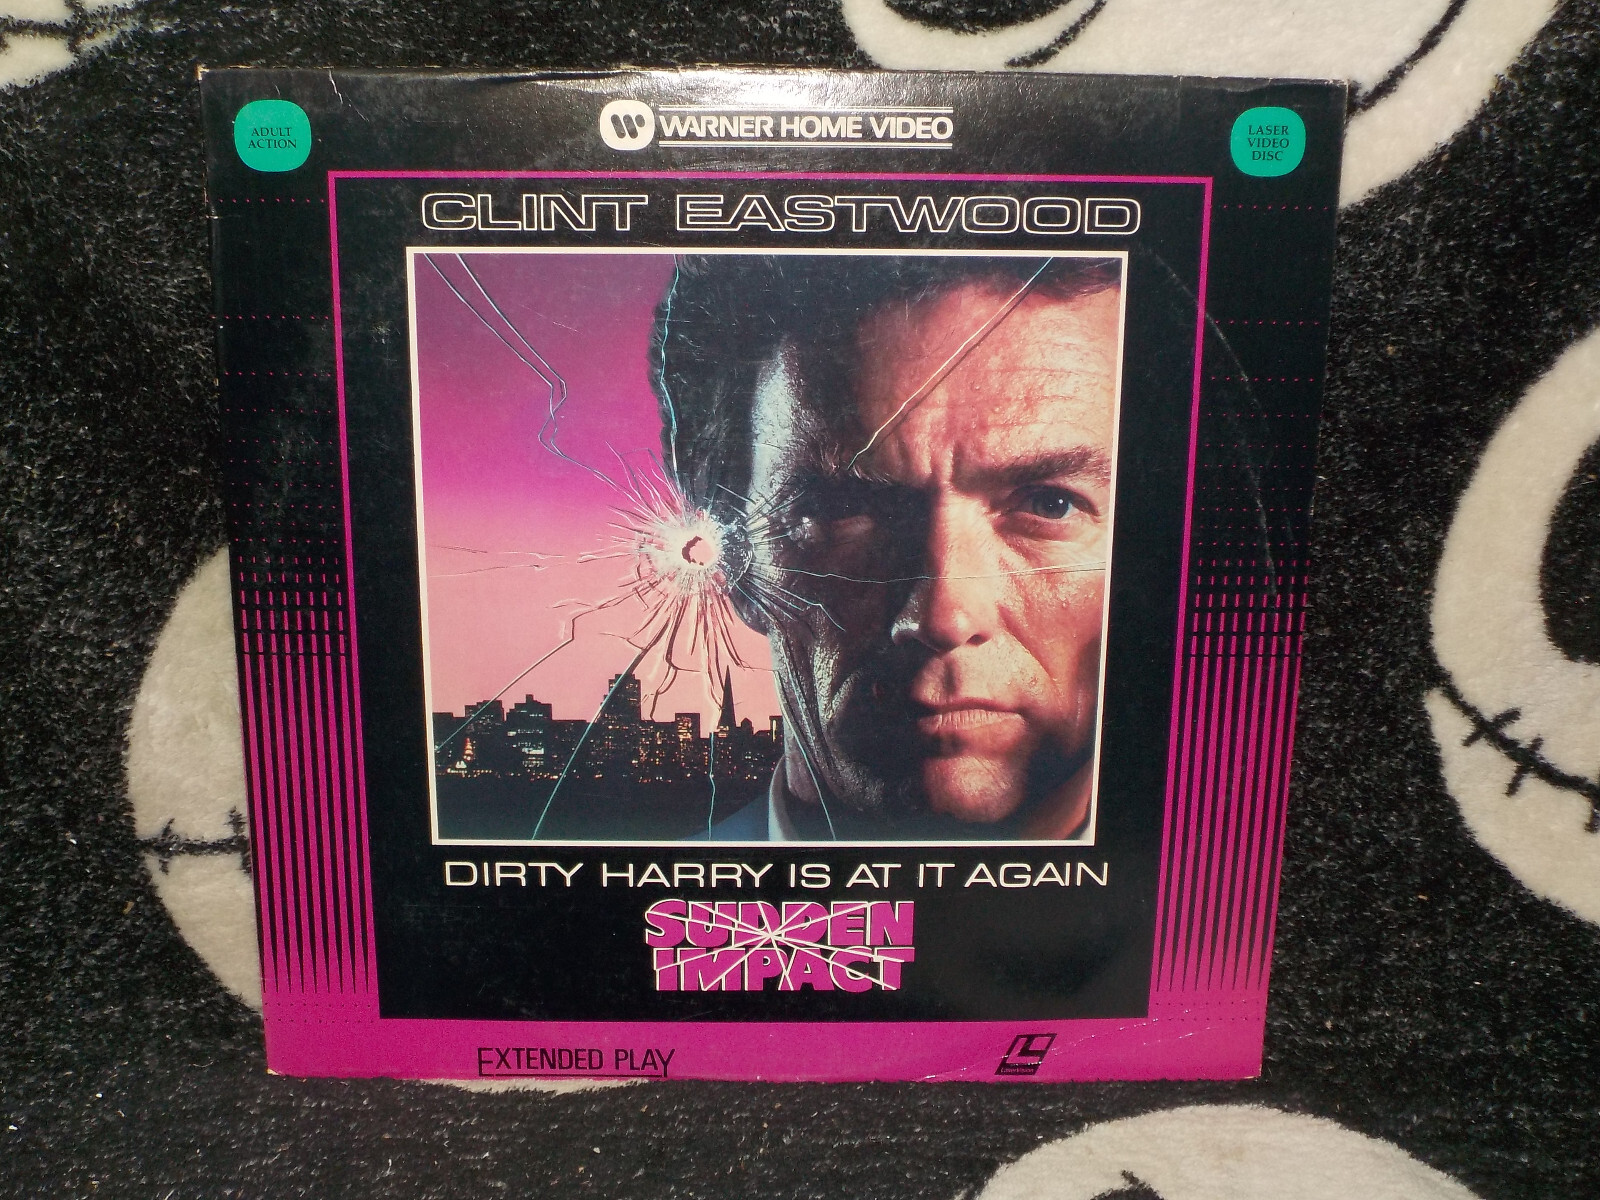 ADULT
ACTION
WARNER HOME VIDEO
LASER
VIDEO
DISC
CLINT EASTWOOD
DIRTY HARRY IS AT IT AGAIN
SUDDEN
IMPACT
EXTENDED PLAY
LaserVision